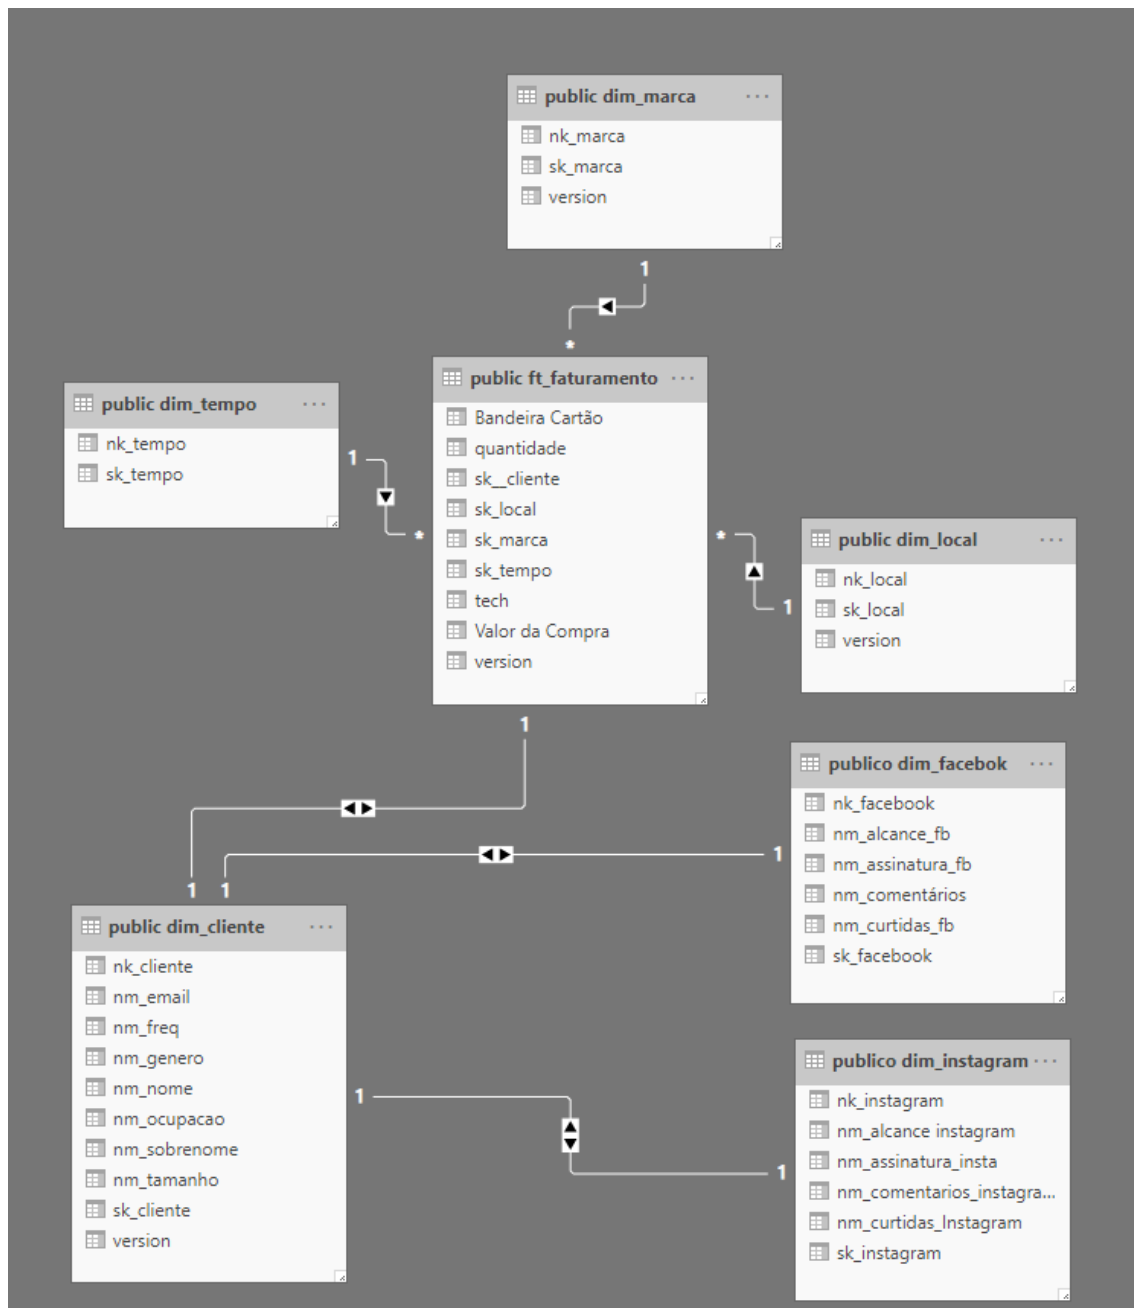 public dim_marca
nk_marca
sk_marca
version
1
*
public ft_faturamento
Bandeira Cartão
quantidade
sk__cliente
sk_local
sk_marca
sk_tempo
tech
Valor da Compra
version
public dim_tempo
nk_tempo
sk_tempo
1
*
*
1
public dim_local
nk_local
sk_local
version
1
1
1
1
publico dim_facebok
nk_facebook
nm_alcance_fb
nm_assinatura_fb
nm_comentários
nm_curtidas_fb
sk_facebook
public dim_cliente
nk_cliente
nm_email
nm_freq
nm_genero
nm_nome
nm_ocupacao
nm_sobrenome
nm_tamanho
sk_cliente
version
1
1
publico dim_instagram
nk_instagram
nm_alcance instagram
nm_assinatura_insta
nm_comentarios_instagra...
nm_curtidas_Instagram
sk_instagram